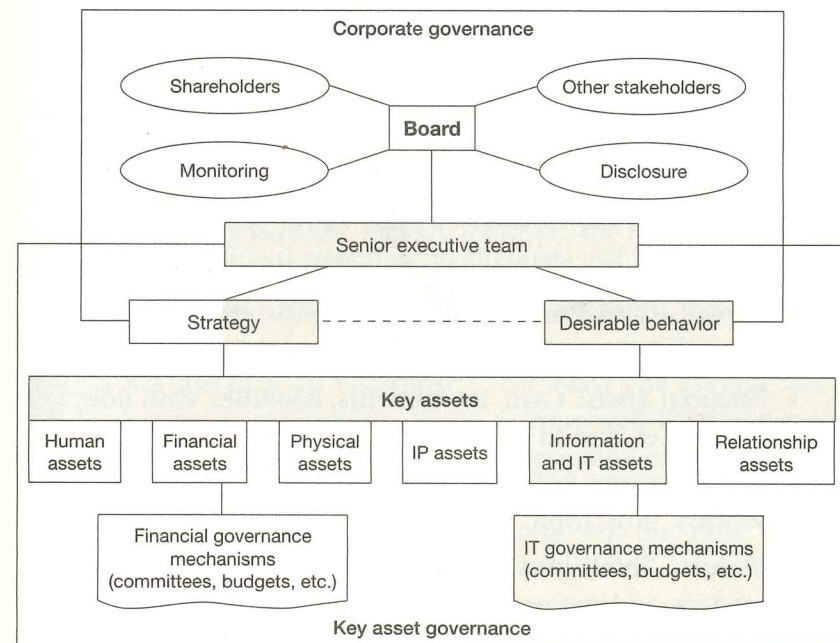 Corporate governance
Shareholders
Other stakeholders
Board
Monitoring
Disclosure
Senior executive team
Strategy
Desirable behavior
Key assets
Human
assets
Financial
assets
Physical
assets
IP assets
Information
and IT assets
Relationship
assets
Financial governance
mechanisms
(committees, budgets, etc.)
IT governance mechanisms
(committees, budgets, etc.)
Key asset governance